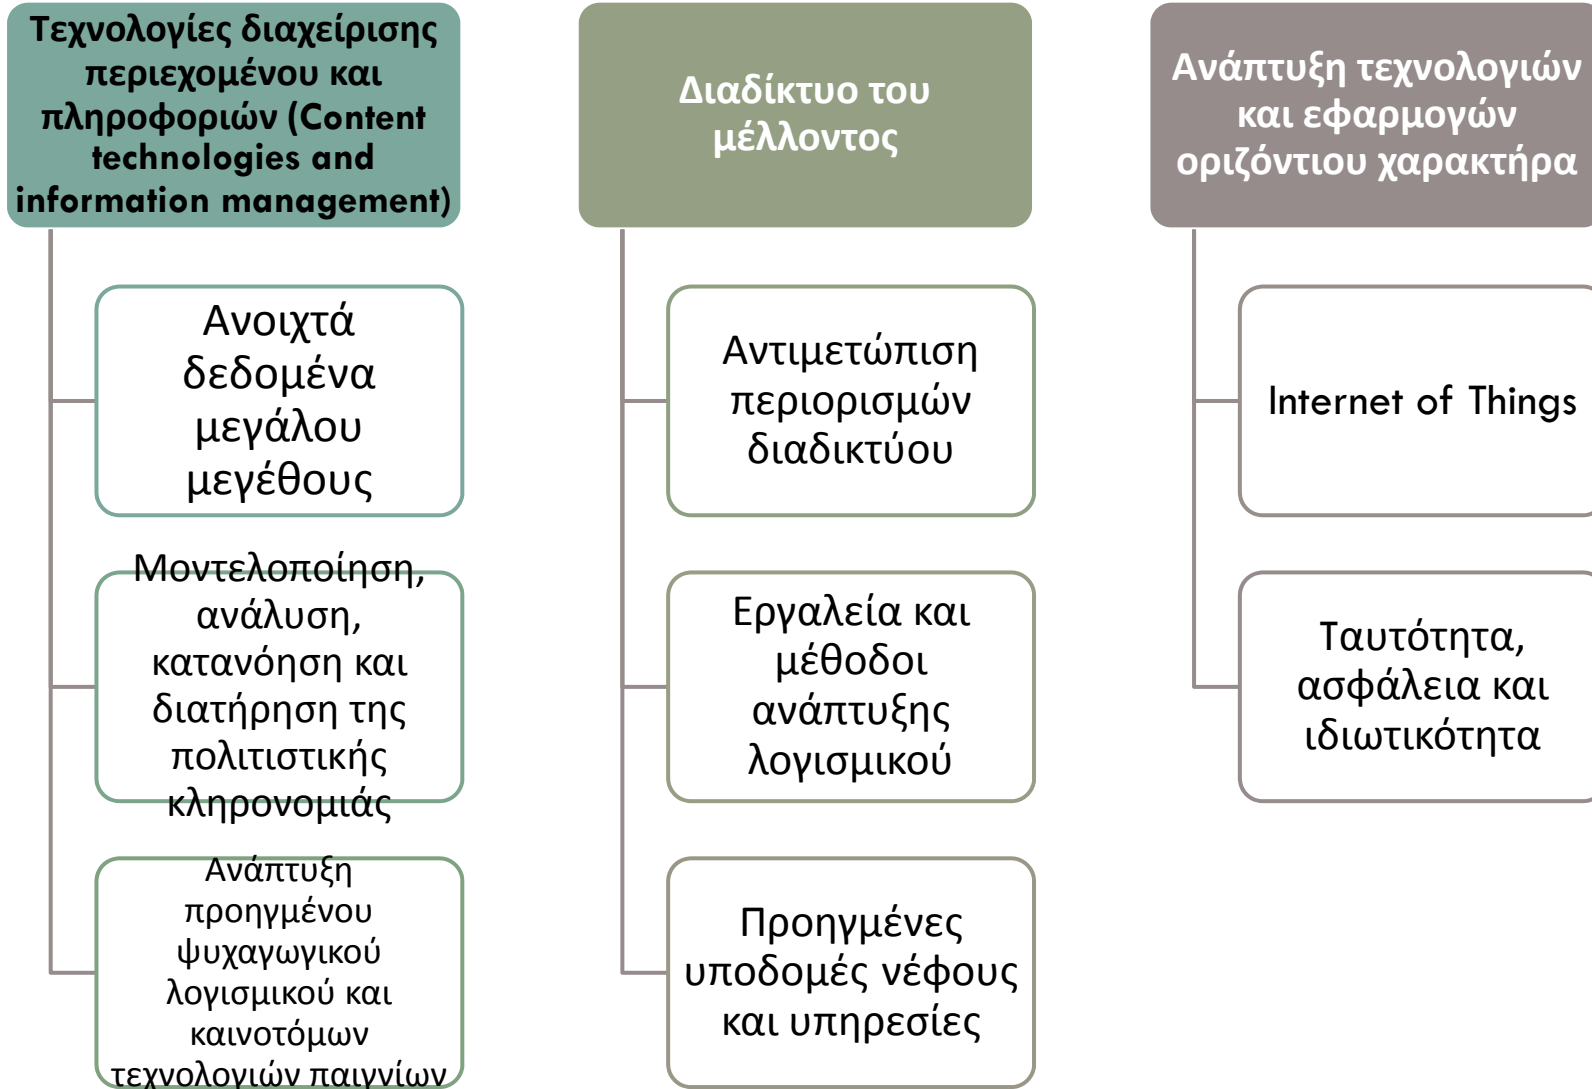 Τεχνολογίες διαχείρισης
περιεχομένου και
πληροφοριών (Content
technologies and
information management)
Ανοιχτά
δεδομένα
μεγάλου
μεγέθους
Μοντελοποίηση,
ανάλυση,
κατανόηση και
διατήρηση της
πολιτιστικής
κληρονομιάς
Ανάπτυξη
προηγμένου
ψυχαγωγικού
λογισμικού και
καινοτόμων
τεχνολογιών παιγνίων
Διαδίκτυο του
μέλλοντος
Αντιμετώπιση
περιορισμών
διαδικτύου
Εργαλεία και
μέθοδοι
ανάπτυξης
λογισμικού
Προηγμένες
υποδομές νέφους
και υπηρεσίες
Ανάπτυξη τεχνολογιών
και εφαρμογών
οριζόντιου χαρακτήρα
Internet of Things
Ταυτότητα,
ασφάλεια και
ιδιωτικότητα